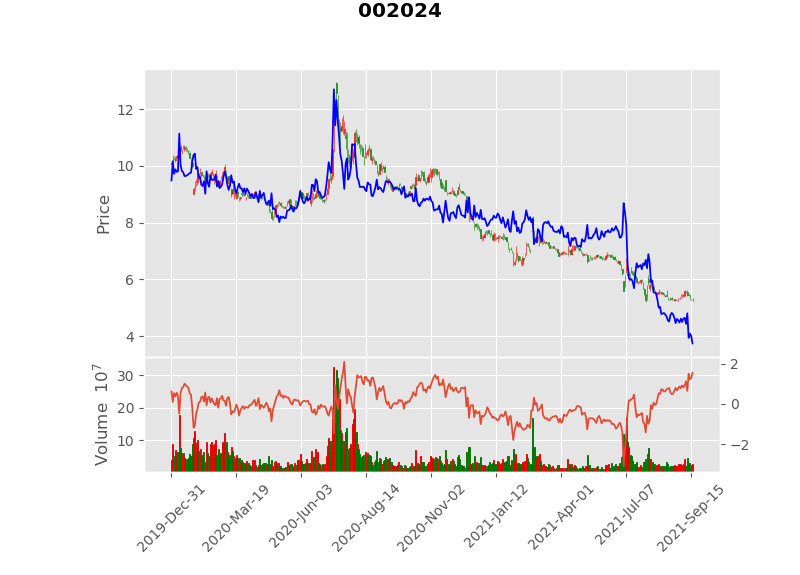 002024
Price
12
10
8
6
4
Volume 10^7
30
20
10
2
0
−2
2019-Dec-31
2020-Mar-19
2020-Jun-03
2020-Aug-14
2020-Nov-02
2021-Jan-12
2021-Apr-01
2021-Jul-07
2021-Sep-15